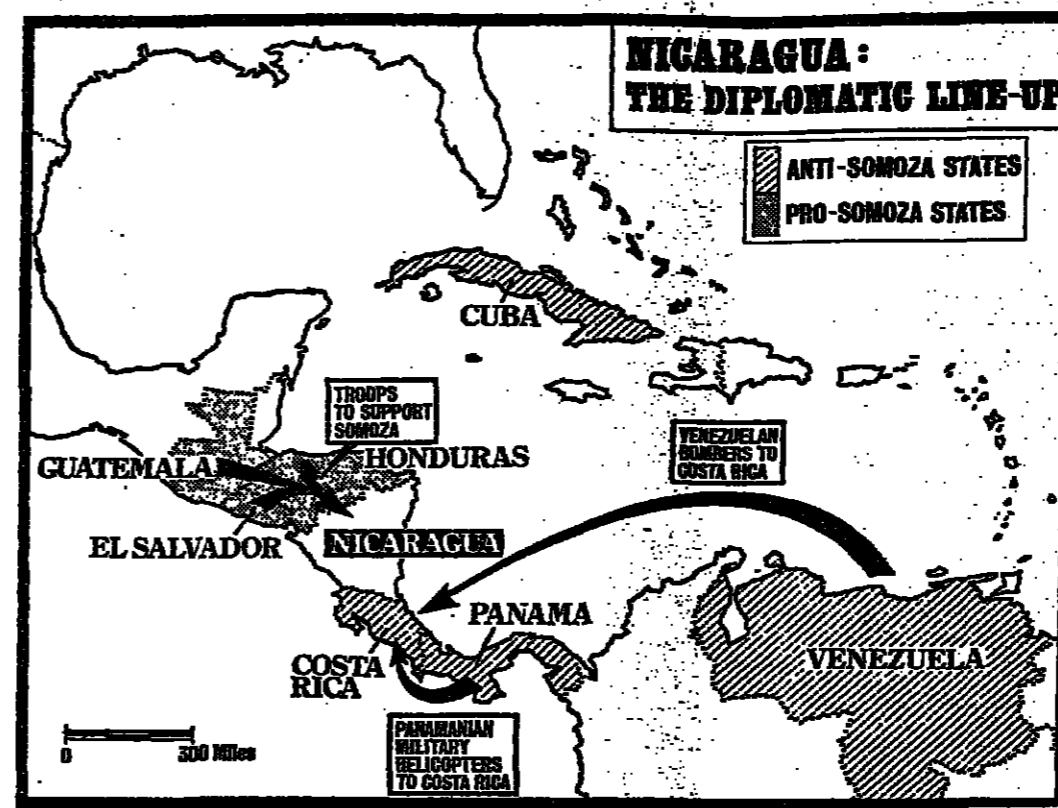 NICARAGUA:
THE DIPLOMATIC LINE-UP
ANTI-SOMOZA STATES
PRO-SOMOZA STATES
CUBA
TROOPS
TO SUPPORT
SOMOZA
VENEZUELAN
BOMBERS TO
COSTA RICA
GUATEMALA
HONDURAS
EL SALVADOR
NICARAGUA
PANAMA
COSTA
RICA
VENEZUELA
PANAMANIAN
MILITARY
HELICOPTERS
TO COSTA RICA
0 300 Miles